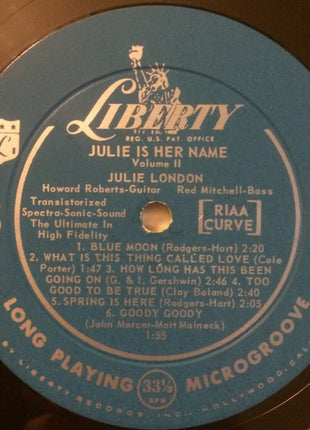 LIBERTY
REG. U.S. PAT. OFFICE
JULIE IS HER NAME
Volume II
JULIE LONDON
Howard Roberts-Guitar Red Mitchell-Bass
Transistorized
Spectra-Sonic-Sound
The Ultimate In
High Fidelity
RIAA
CURVE
1. BLUE MOON (Rodgers-Hart) 2:20
2. WHAT IS THIS THING CALLED LOVE (Cole
Porter) 1:47 3. HOW LONG HAS THIS BEEN
GOING ON (G. & I. Gershwin) 2:46 4. TOO
GOOD TO BE TRUE (Clay Boland) 2:06
5. SPRING IS HERE (Rodgers-Hart) 2:05
6. GOODY GOODY
(John Mercer-Matt Malneck)
1:55
LONG PLAYING 33⅓ RPM MICROGROOVE
BY LIBERTY RECORDS, INC., HOLLYWOOD, CAL